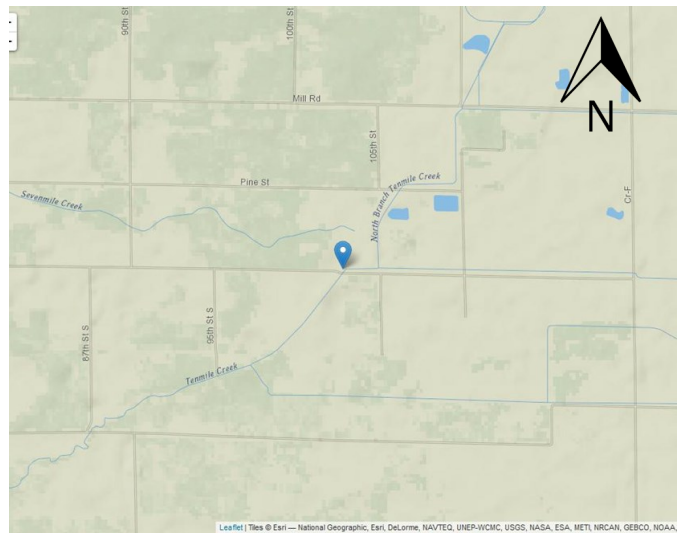 90th St
100th St
N
Mill Rd
105th St
Pine St
North Branch Tenmile Creek
Sevenmile Creek
Cr-F
87th St S
95th St S
Tenmile Creek
Leaflet | Tiles © Esri — National Geographic, Esri, DeLorme, NAVTEQ, UNEP-WCMC, USGS, NASA, ESA, METI, NRCAN, GEBCO, NOAA,